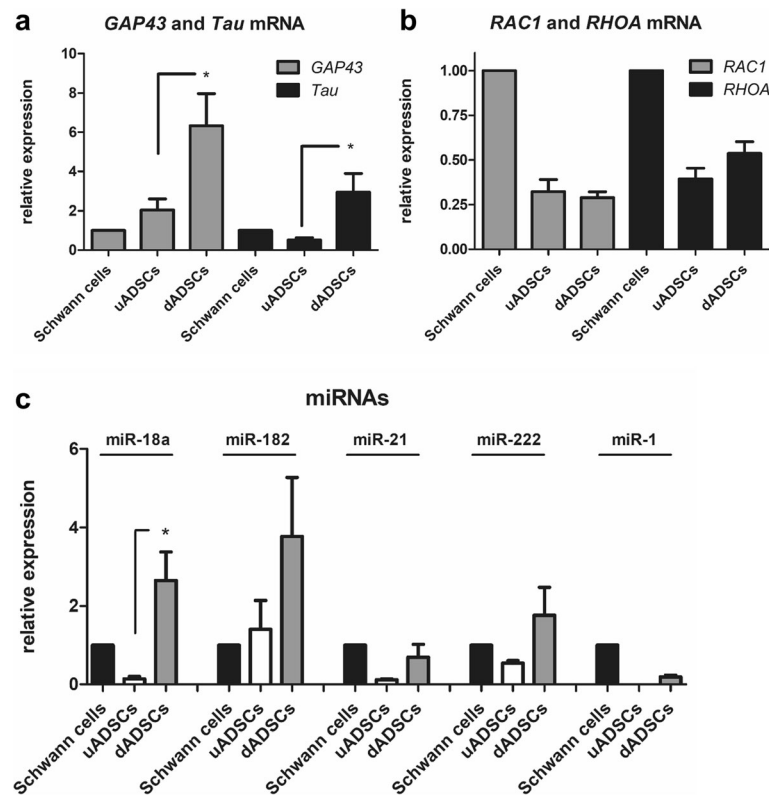 a
GAP43 and Tau mRNA
relative expression
10
8
6
4
2
0
*
*
GAP43
Tau
Schwann cells
uADSCs
dADSCs
Schwann cells
uADSCs
dADSCs
b
RAC1 and RHOA mRNA
relative expression
1.00
0.75
0.50
0.25
0.00
RAC1
RHOA
Schwann cells
uADSCs
dADSCs
Schwann cells
uADSCs
dADSCs
c
miRNAs
miR-18a
miR-182
miR-21
miR-222
miR-1
relative expression
6
4
2
0
*
Schwann cells
uADSCs
dADSCs
Schwann cells
uADSCs
dADSCs
Schwann cells
uADSCs
dADSCs
Schwann cells
uADSCs
dADSCs
Schwann cells
uADSCs
dADSCs